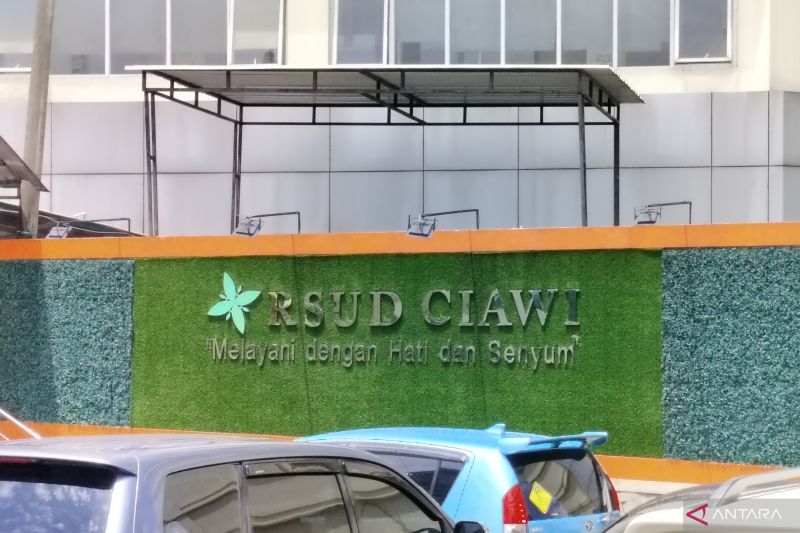 RSUD CIAWI
"Melayani dengan Hati dan Senyum"
ANTARA